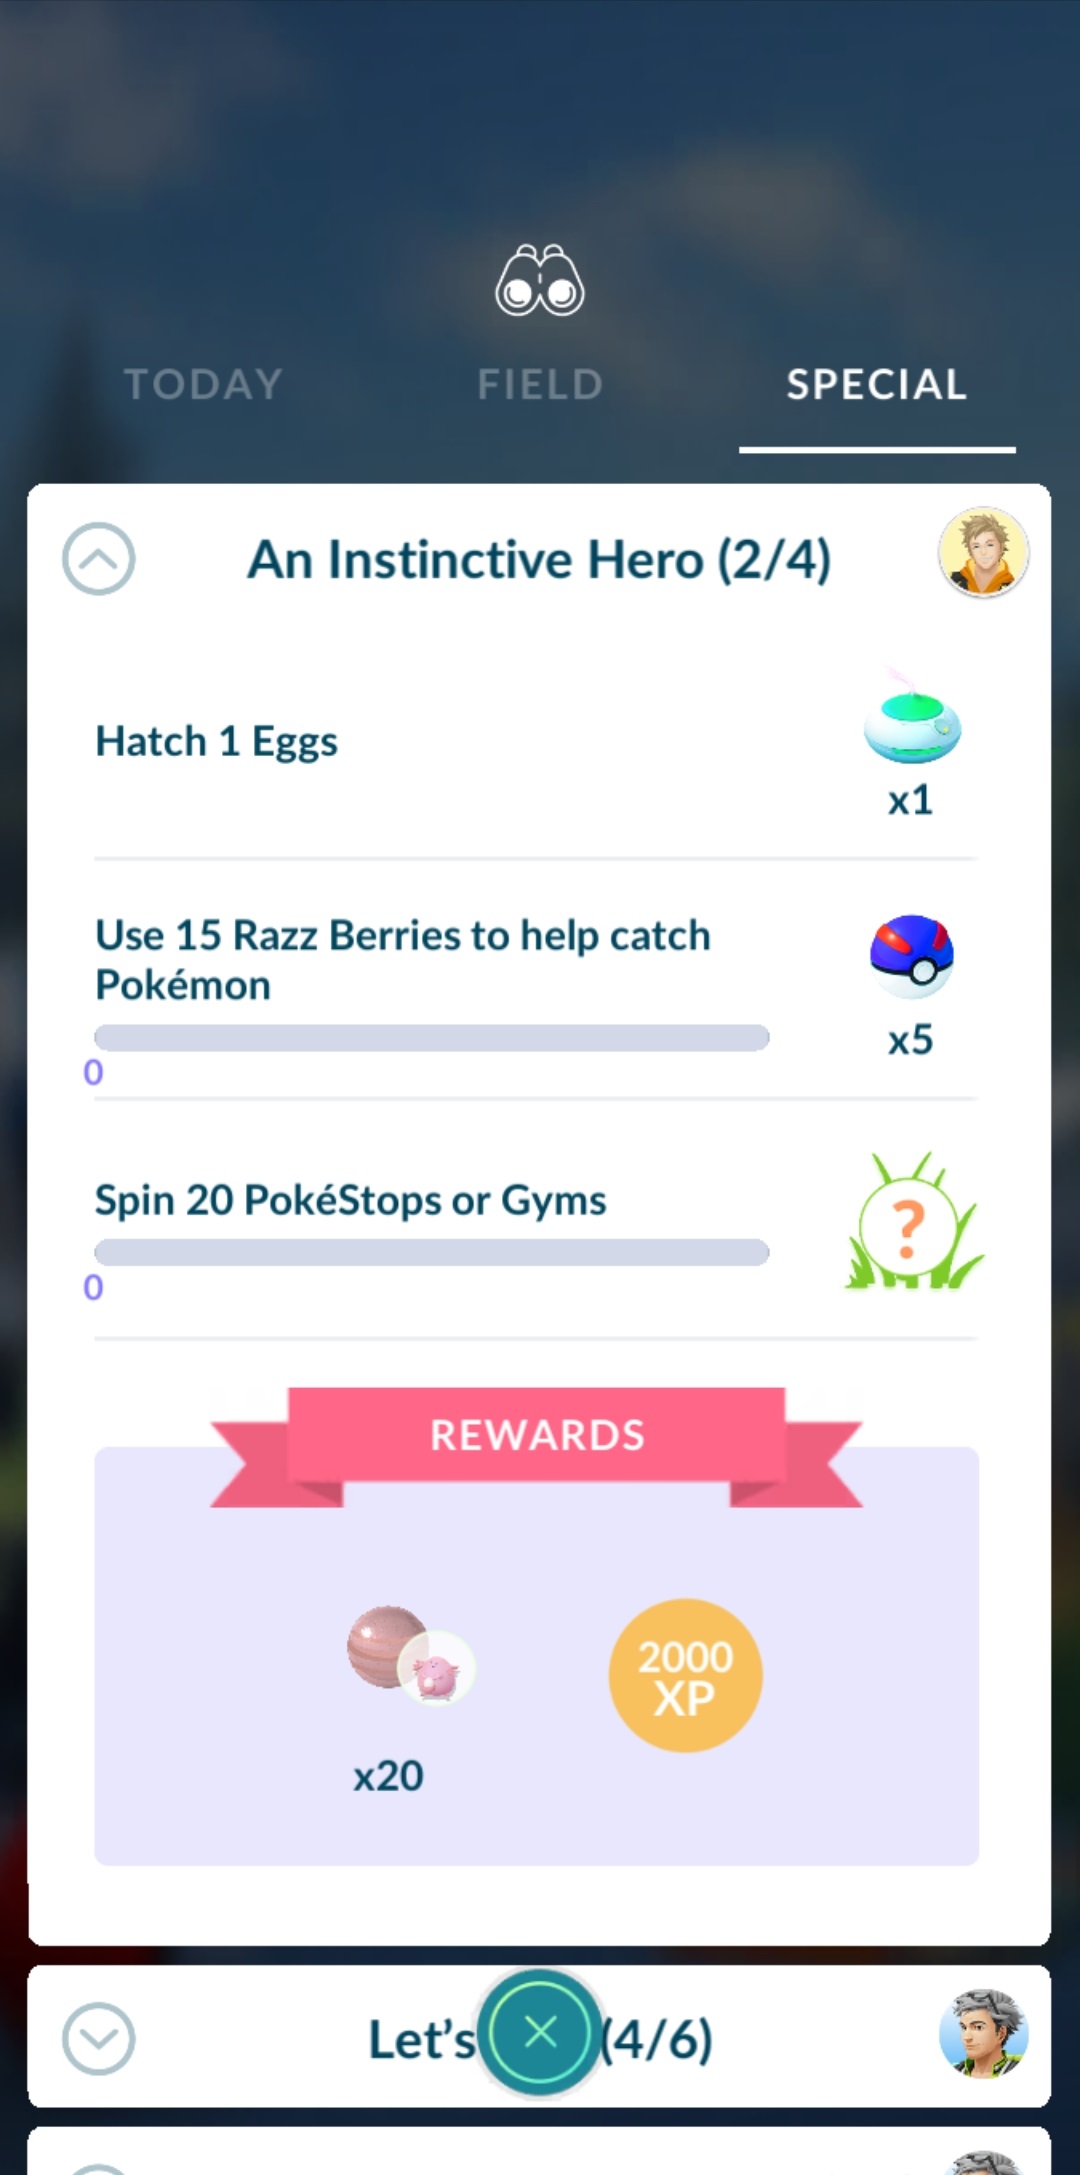 TODAY
FIELD
SPECIAL
An Instinctive Hero (2/4)
Hatch 1 Eggs
x1
Use 15 Razz Berries to help catch
Pokémon
x5
0
Spin 20 PokéStops or Gyms
?
0
REWARDS
2000
XP
x20
Let's (4/6)